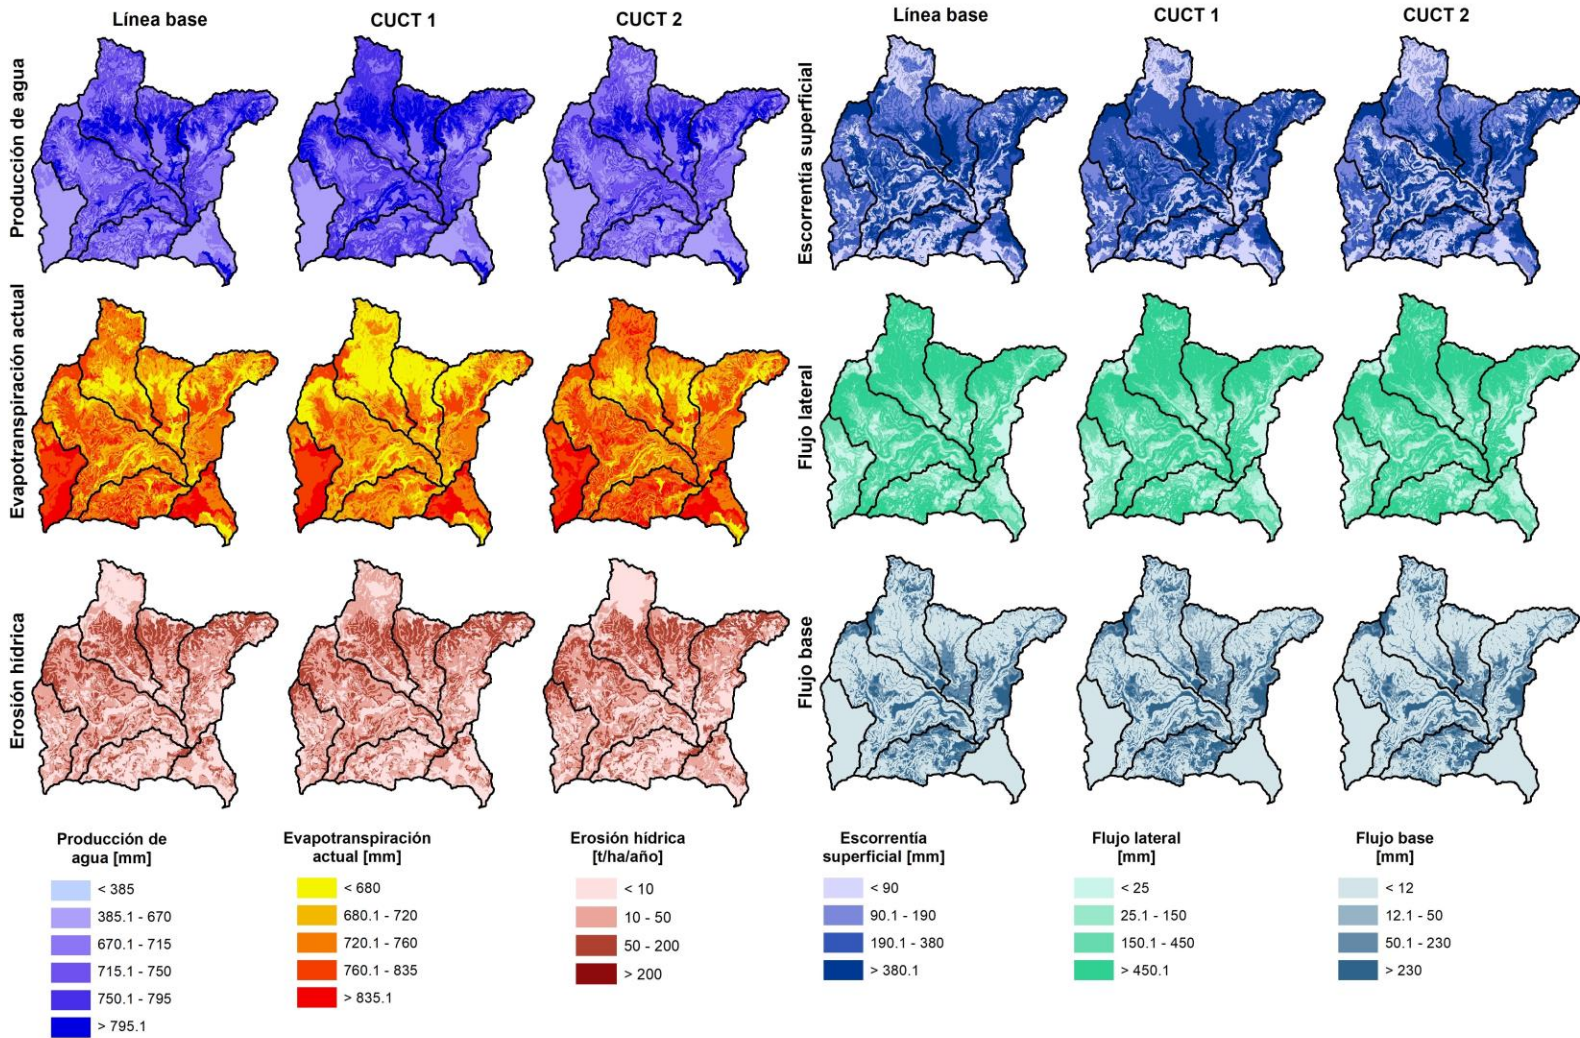 Línea base
CUCT 1
CUCT 2
Línea base
CUCT 1
CUCT 2
Producción de agua
Escorrentía superficial
Evapotranspiración actual
Flujo lateral
Erosión hídrica
Flujo base
Producción de
agua [mm]
< 385
385.1 - 670
670.1 - 715
715.1 - 750
750.1 - 795
> 795.1
Evapotranspiración
actual [mm]
< 680
680.1 - 720
720.1 - 760
760.1 - 835
> 835.1
Erosión hídrica
[t/ha/año]
< 10
10 - 50
50 - 200
> 200
Escorrentía
superficial [mm]
< 90
90.1 - 190
190.1 - 380
> 380.1
Flujo lateral
[mm]
< 25
25.1 - 150
150.1 - 450
> 450.1
Flujo base
[mm]
< 12
12.1 - 50
50.1 - 230
> 230